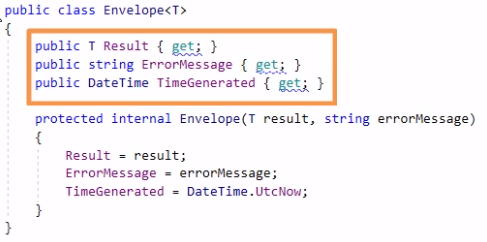 public class Envelope<T>
{
public T Result { get; }
public string ErrorMessage { get; }
public DateTime TimeGenerated { get; }
protected internal Envelope(T result, string errorMessage)
{
Result = result;
ErrorMessage = errorMessage;
TimeGenerated = DateTime.UtcNow;
}
}